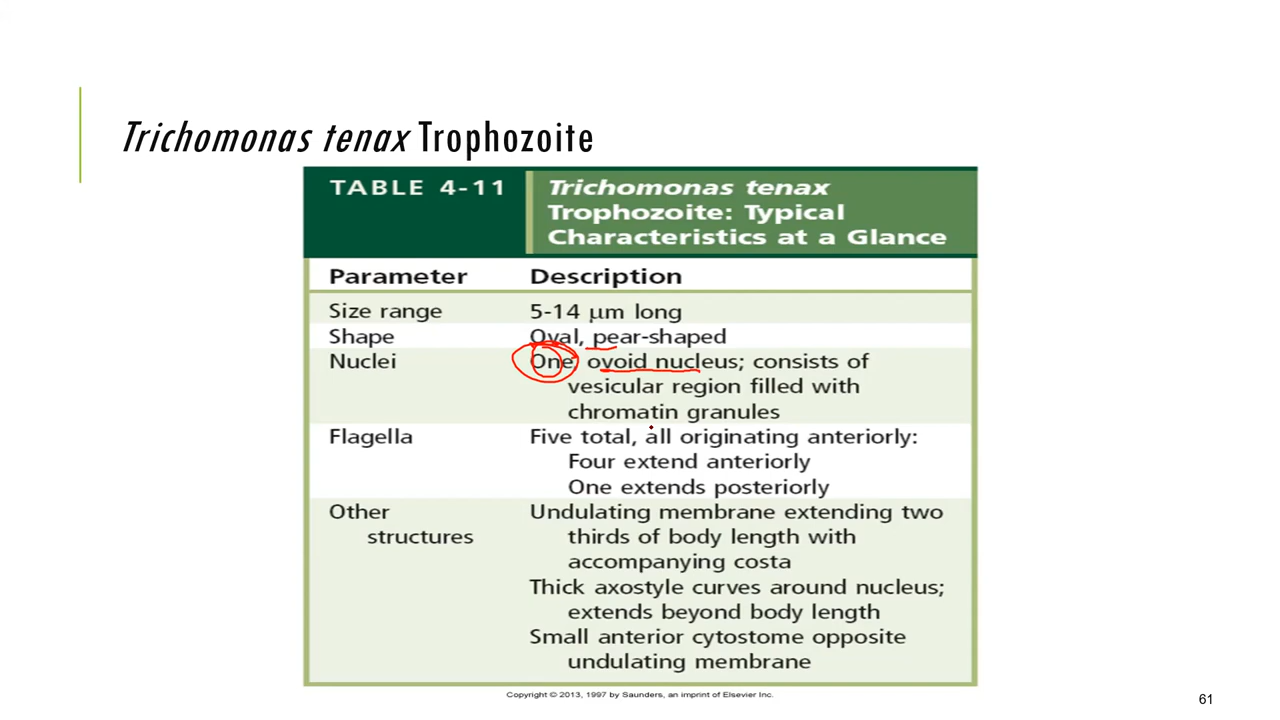 Trichomonas tenax Trophozoite
TABLE 4-11
Trichomonas tenax
Trophozoite: Typical
Characteristics at a Glance
Parameter Description
Size range 5-14 μm long
Shape Oval, pear-shaped
Nuclei One, ovoid nucleus; consists of
vesicular region filled with
chromatin granules
Flagella Five total, all originating anteriorly:
Four extend anteriorly
One extends posteriorly
Other Undulating membrane extending two
structures thirds of body length with
accompanying costa
Thick axostyle curves around nucleus;
extends beyond body length
Small anterior cytostome opposite
undulating membrane
Copyright © 2013, 1997 by Saunders, an imprint of Elsevier Inc.
61